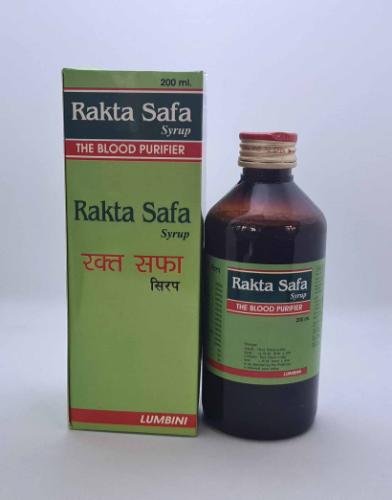 200 ml.
Rakta Safa
Syrup
THE BLOOD PURIFIER
Rakta Safa
Syrup
रक्त सफा
सिरप
LUMBINI
Rakta Safa
Syrup
THE BLOOD PURIFIER
200 ml.
LUMBINI